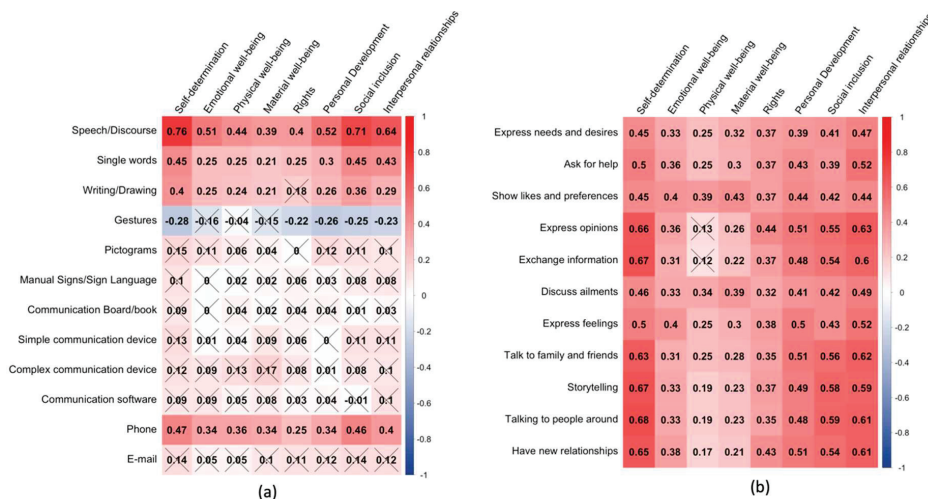 Self-determination Emotional well-being Physical well-being Material well-being Rights Personal Development Social inclusion Interpersonal relationships
Speech/Discourse 0.76 0.51 0.44 0.39 0.4 0.52 0.71 0.64 1
Single words 0.45 0.25 0.25 0.21 0.25 0.3 0.45 0.43 0.8
Writing/Drawing 0.4 0.25 0.24 0.21 0.18 0.26 0.36 0.29 0.6
Gestures -0.28 -0.16 -0.04 -0.15 -0.22 -0.26 -0.25 -0.23 0.4
Pictograms 0.15 0.11 0.06 0.04 0 0.12 0.11 0.1 0.2
Manual Signs/Sign Language 0.1 0 0.02 0.02 0.06 0.03 0.08 0.08 0
Communication Board/book 0.09 0 0.04 0.02 0.04 0.04 0.01 0.03
Simple communication device 0.13 0.01 0.04 0.09 0.06 0 0.11 0.11 -0.2
Complex communication device 0.12 0.09 0.13 0.17 0.08 0.01 0.08 0.1 -0.4
Communication software 0.09 0.09 0.05 0.08 0.03 0.04 -0.01 0.1 -0.6
Phone 0.47 0.34 0.36 0.34 0.25 0.34 0.46 0.4 -0.8
E-mail 0.14 0.05 0.05 0.1 0.11 0.12 0.14 0.12 -1
(a)
Self-determination Emotional well-being Physical well-being Material well-being Rights Personal Development Social inclusion Interpersonal relationships
Express needs and desires 0.45 0.33 0.25 0.32 0.37 0.39 0.41 0.47 1
Ask for help 0.5 0.36 0.25 0.3 0.37 0.43 0.39 0.52 0.8
Show likes and preferences 0.45 0.4 0.39 0.43 0.37 0.44 0.42 0.44 0.6
Express opinions 0.66 0.36 0.13 0.26 0.44 0.51 0.55 0.63 0.4
Exchange information 0.67 0.31 0.12 0.22 0.37 0.48 0.54 0.6 0.2
Discuss ailments 0.46 0.33 0.34 0.39 0.32 0.41 0.42 0.49 0
Express feelings 0.5 0.4 0.25 0.3 0.38 0.5 0.43 0.52 -0.2
Talk to family and friends 0.63 0.31 0.25 0.28 0.35 0.51 0.56 0.62 -0.4
Storytelling 0.67 0.33 0.19 0.23 0.37 0.49 0.58 0.59 -0.6
Talking to people around 0.68 0.33 0.19 0.23 0.35 0.48 0.59 0.61 -0.8
Have new relationships 0.65 0.38 0.17 0.21 0.43 0.51 0.54 0.61 -1
(b)